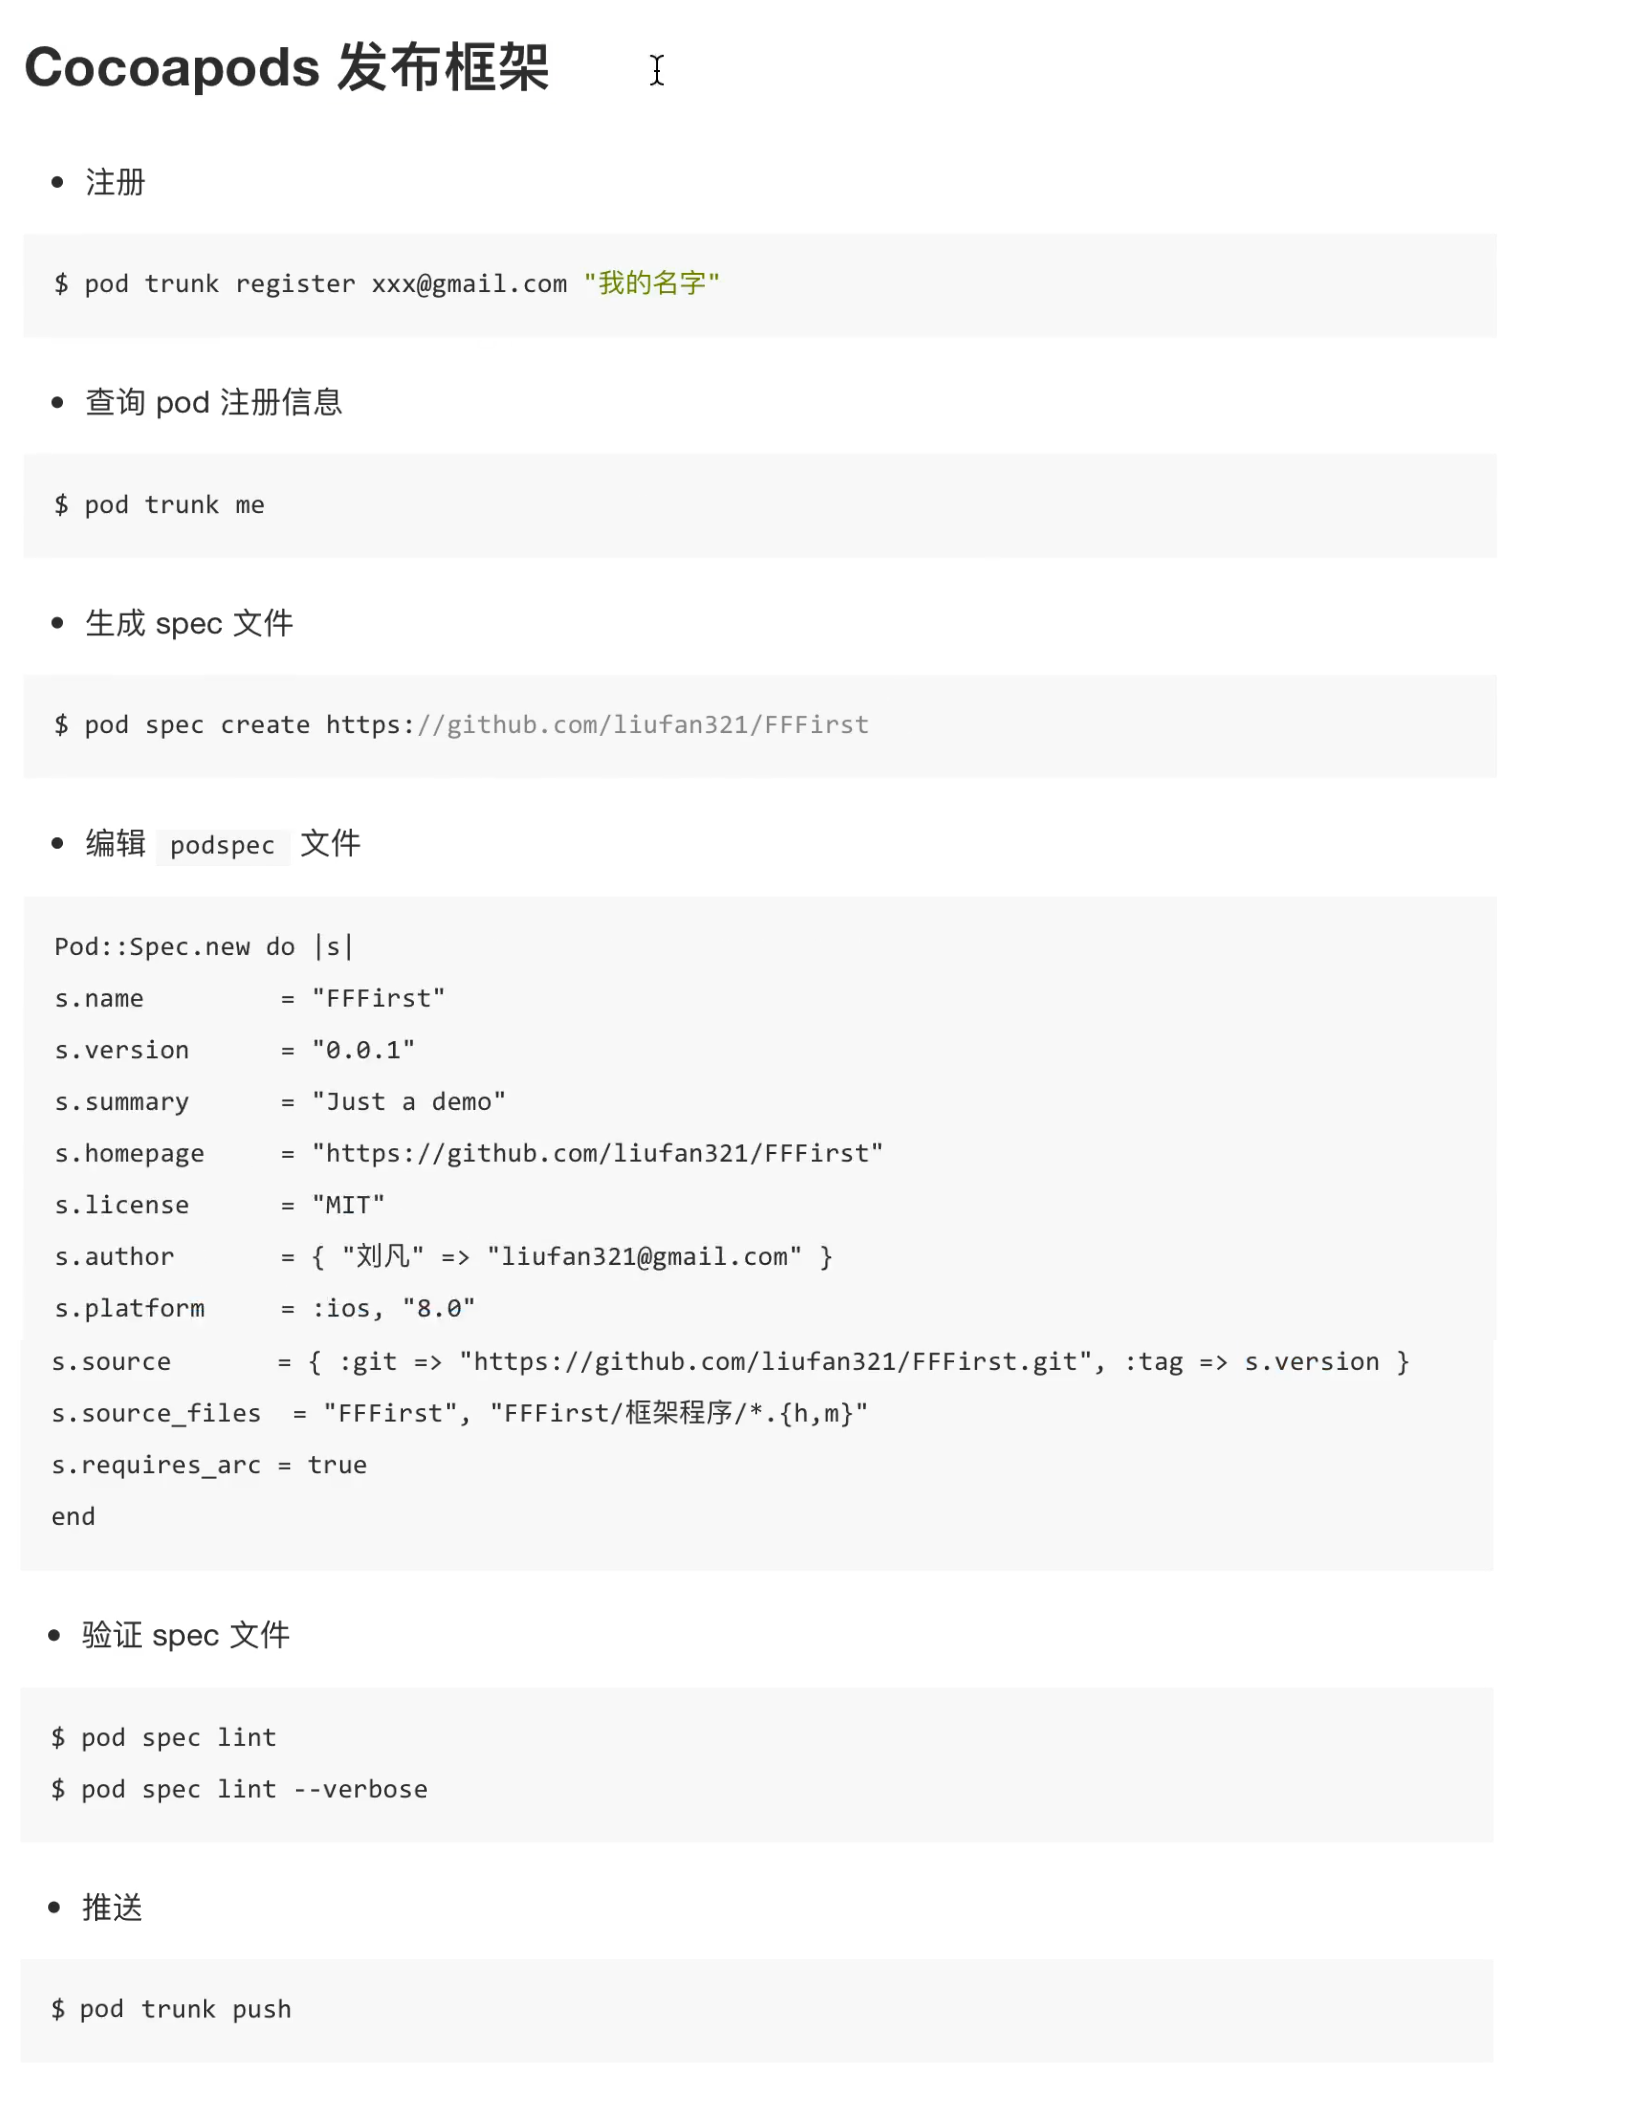 Cocoapods 发布框架
• 注册
$ pod trunk register xxx@gmail.com "我的名字"
• 查询 pod 注册信息
$ pod trunk me
• 生成 spec 文件
$ pod spec create https://github.com/liufan321/FFFirst
• 编辑 podspec 文件
Pod::Spec.new do |s|
s.name         = "FFFirst"
s.version      = "0.0.1"
s.summary      = "Just a demo"
s.homepage     = "https://github.com/liufan321/FFFirst"
s.license      = "MIT"
s.author       = { "刘凡" => "liufan321@gmail.com" }
s.platform     = :ios, "8.0"
s.source       = { :git => "https://github.com/liufan321/FFFirst.git", :tag => s.version }
s.source_files  = "FFFirst", "FFFirst/框架程序/*.{h,m}"
s.requires_arc = true
end
• 验证 spec 文件
$ pod spec lint
$ pod spec lint --verbose
• 推送
$ pod trunk push